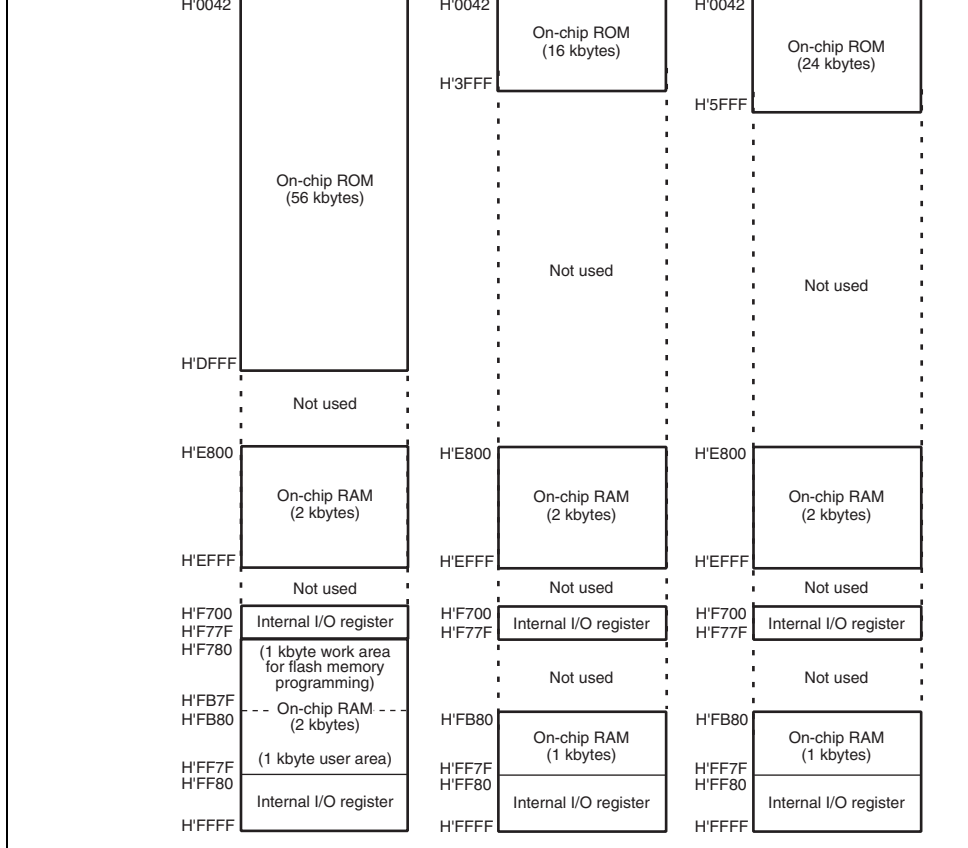 H'0042
On-chip ROM
(56 kbytes)
H'DFFF
Not used
H'E800
On-chip RAM
(2 kbytes)
H'EFFF
Not used
H'F700
Internal I/O register
H'F77F
H'F780
(1 kbyte work area
for flash memory
programming)
H'FB7F
On-chip RAM
H'FB80
(2 kbytes)
(1 kbyte user area)
H'FF7F
H'FF80
Internal I/O register
H'FFFF
H'0042
On-chip ROM
(16 kbytes)
H'3FFF
Not used
H'E800
On-chip RAM
(2 kbytes)
H'EFFF
Not used
H'F700
Internal I/O register
H'F77F
Not used
H'FB80
On-chip RAM
(1 kbytes)
H'FF7F
H'FF80
Internal I/O register
H'FFFF
H'0042
On-chip ROM
(24 kbytes)
H'5FFF
Not used
H'E800
On-chip RAM
(2 kbytes)
H'EFFF
Not used
H'F700
Internal I/O register
H'F77F
Not used
H'FB80
On-chip RAM
(1 kbytes)
H'FF7F
H'FF80
Internal I/O register
H'FFFF